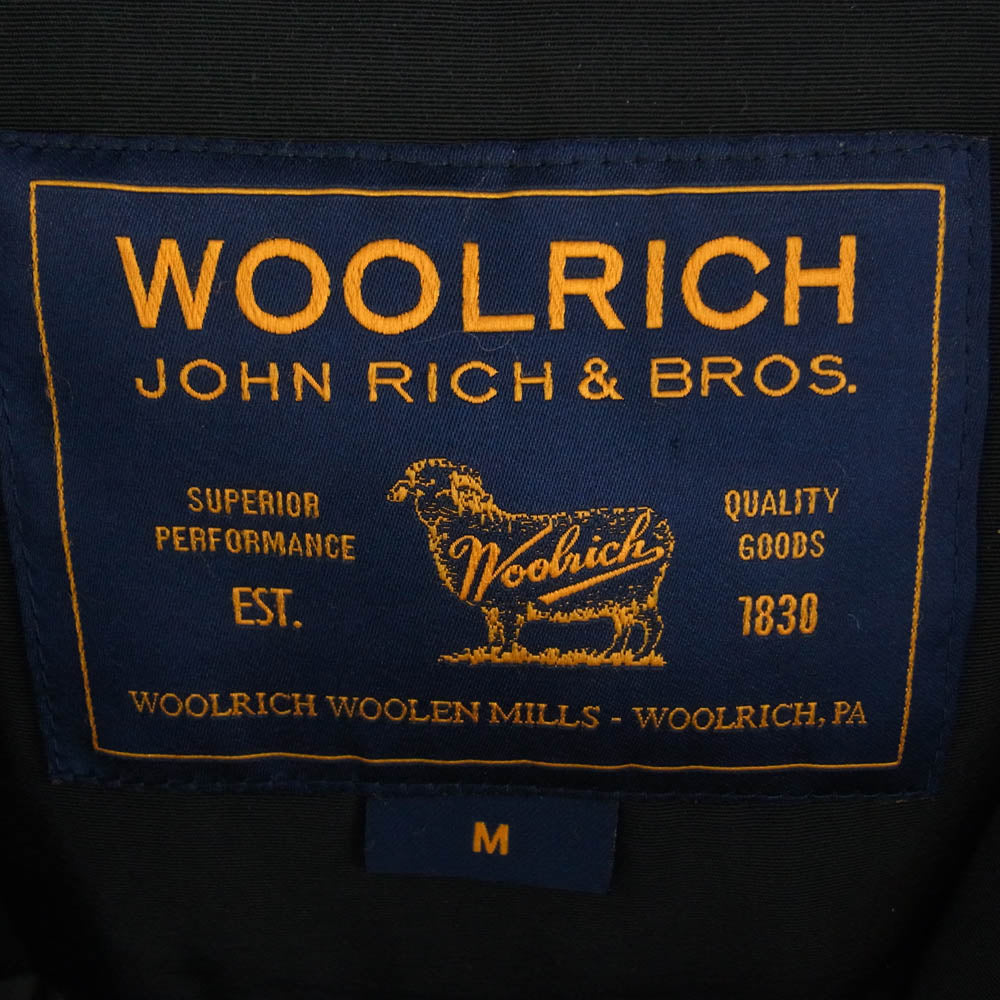 WOOLRICH
JOHN RICH & BROS.
SUPERIOR
PERFORMANCE
EST.
Woolrich
QUALITY
GOODS
1830
WOOLRICH WOOLEN MILLS - WOOLRICH, PA
M